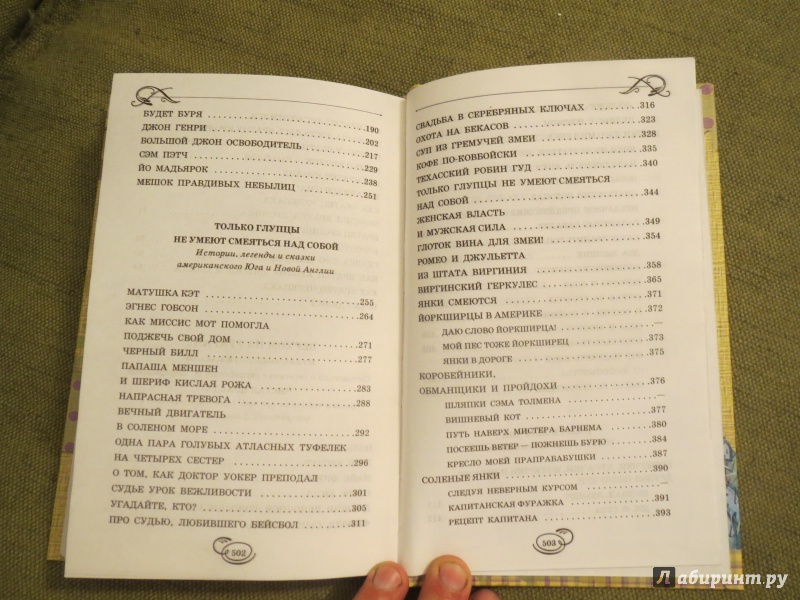 БУДЕТ БУРЯ ........190
ДЖОН ГЕНРИ ........202
БОЛЬШОЙ ДЖОН ОСВОБОДИТЕЛЬ ........217
СЭМ ПЭТЧ ........229
ЙО МАДЬЯРОК ........238
МЕШОК ПРАВДИВЫХ НЕБЫЛИЦ ........251
ТОЛЬКО ГЛУПЦЫ
НЕ УМЕЮТ СМЕЯТЬСЯ НАД СОБОЙ
Истории, легенды и сказки
американского Юга и Новой Англии
МАТУШКА КЭТ ........255
ЭГНЕС ГОБСОН ........264
КАК МИССИС МОТ ПОМОГЛА
ПОДЖЕЧЬ СВОЙ ДОМ ........271
ЧЕРНЫЙ БИЛЛ ........277
ПАПАША МЕНШЕН
И ШЕРИФ КИСЛАЯ РОЖА ........283
НАПРАСНАЯ ТРЕВОГА ........288
ВЕЧНЫЙ ДВИГАТЕЛЬ
В СОЛЕНОМ МОРЕ ........292
ОДНА ПАРА ГОЛУБЫХ АТЛАСНЫХ ТУФЕЛЕК
НА ЧЕТЫРЕХ СЕСТЕР ........296
О ТОМ, КАК ДОКТОР УОКЕР ПРЕПОДАЛ
СУДЬЕ УРОК ВЕЖЛИВОСТИ ........301
УГАДАЙТЕ, КТО? ........305
ПРО СУДЬЮ, ЛЮБИВШЕГО БЕЙСБОЛ ........311
502
СВАДЬБА В СЕРЕБРЯНЫХ КЛЮЧАХ ........316
ОХОТА НА БЕКАСОВ ........323
СУП ИЗ ГРЕМУЧЕЙ ЗМЕИ ........328
КОФЕ ПО-КОВБОЙСКИ ........335
ТЕХАССКИЙ РОБИН ГУД ........340
ТОЛЬКО ГЛУПЦЫ НЕ УМЕЮТ СМЕЯТЬСЯ
НАД СОБОЙ ........344
ЖЕНСКАЯ ВЛАСТЬ
И МУЖСКАЯ СИЛА ........349
ГЛОТОК ВИНА ДЛЯ ЗМЕИ! ........354
РОМЕО И ДЖУЛЬЕТТА
ИЗ ШТАТА ВИРГИНИЯ ........358
ВИРГИНСКИЙ ГЕРКУЛЕС ........365
ЯНКИ СМЕЮТСЯ ........371
ЙОРКШИРЦЫ В АМЕРИКЕ ........372
ДАЮ СЛОВО ЙОРКШИРЦА! ........—
МОЙ ПЕС ТОЖЕ ЙОРКШИРЕЦ ........373
ЯНКИ В ДОРОГЕ ........375
КОРОБЕЙНИКИ,
ОБМАНЩИКИ И ПРОЙДОХИ ........376
ШЛЯПКИ СЭМА ТОЛМЕНА ........—
ВИШНЕВЫЙ КОТ ........377
ПУТЬ НАВЕРХ МИСТЕРА БАРНЕМА ........380
ПОСЕЕШЬ ВЕТЕР — ПОЖНЕШЬ БУРЮ ........384
КРЕСЛО МОЕЙ ПРАПРАБАБУШКИ ........387
СОЛЕНЫЕ ЯНКИ ........390
СЛЕДУЯ НЕВЕРНЫМ КУРСОМ ........—
КАПИТАНСКАЯ ФУРАЖКА ........391
РЕЦЕПТ КАПИТАНА ........393
503
Лабиринт.ру